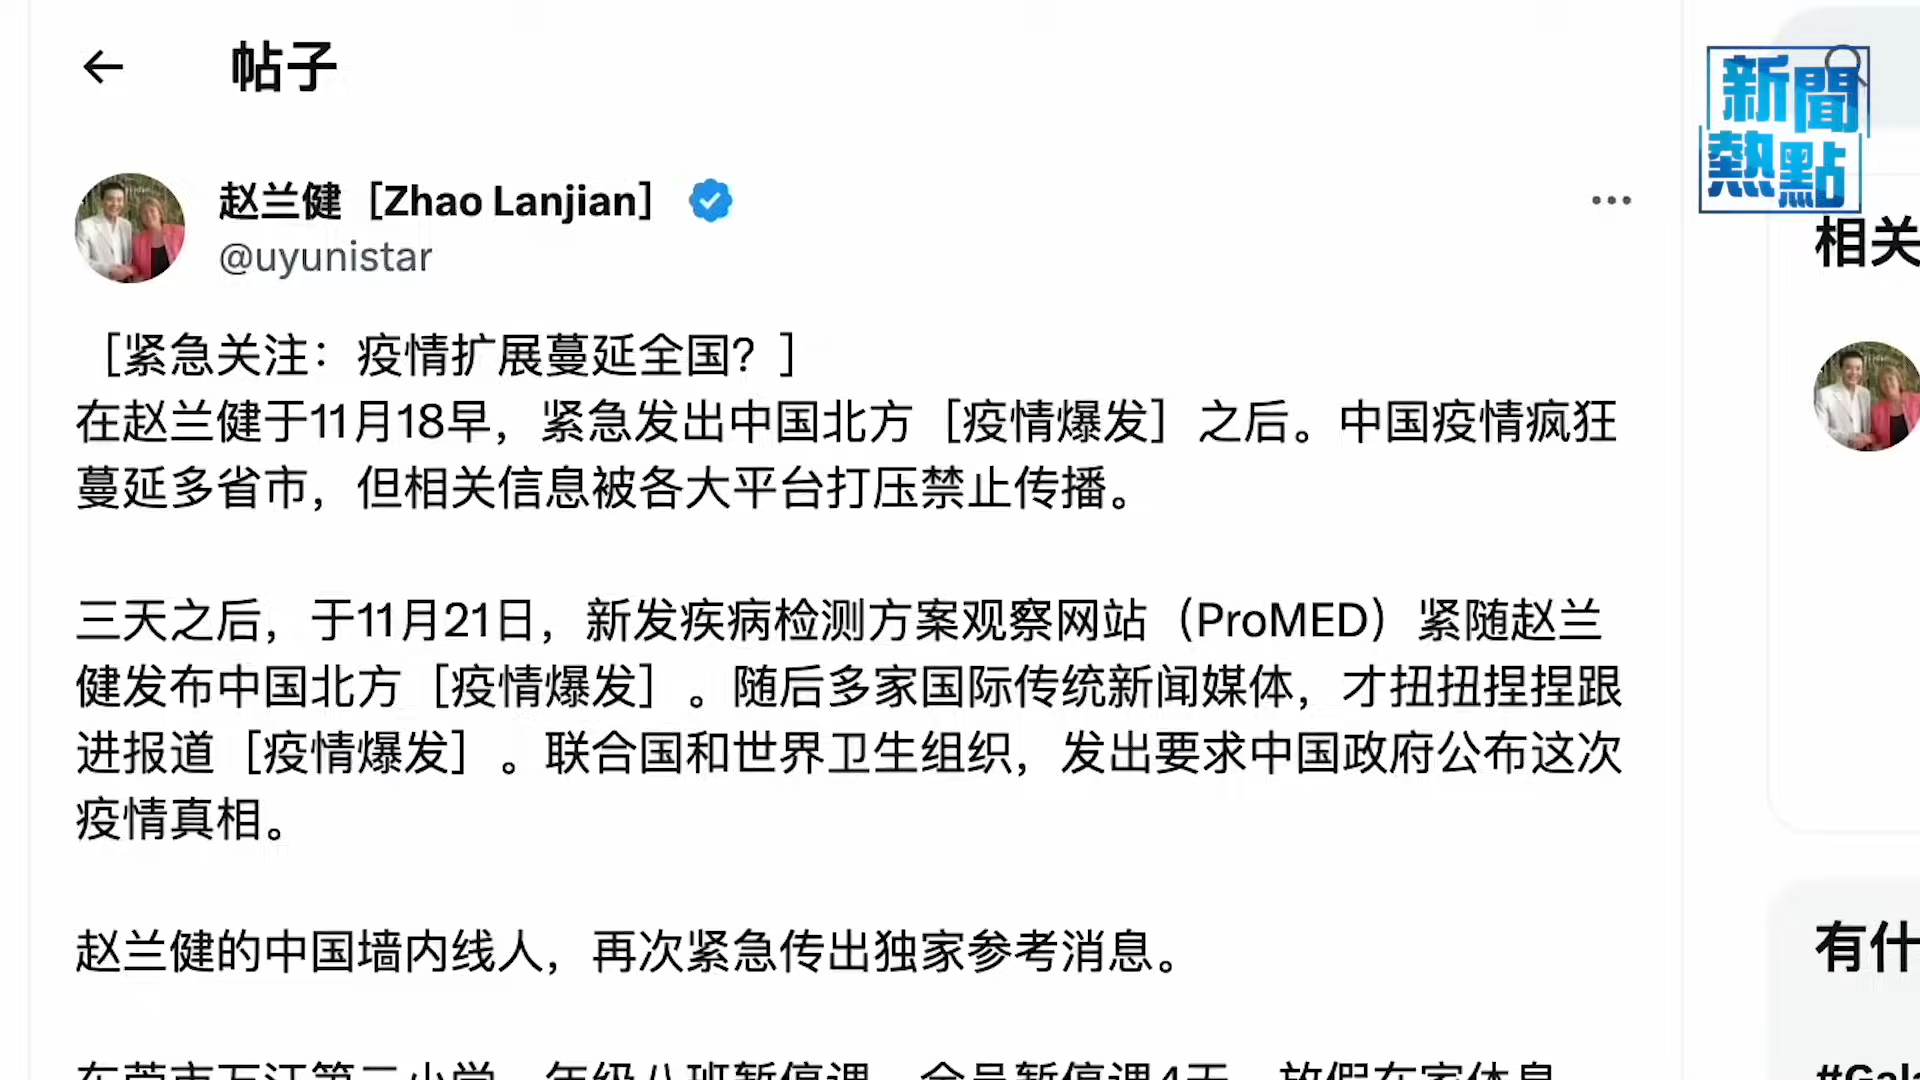 帖子
新聞
熱點
赵兰健［Zhao Lanjian］
@uyunistar
相关
［紧急关注：疫情扩展蔓延全国？］
在赵兰健于11月18早，紧急发出中国北方［疫情爆发］之后。中国疫情疯狂
蔓延多省市，但相关信息被各大平台打压禁止传播。
三天之后，于11月21日，新发疾病检测方案观察网站（ProMED）紧随赵兰
健发布中国北方［疫情爆发］。随后多家国际传统新闻媒体，才扭扭捏捏跟
进报道［疫情爆发］。联合国和世界卫生组织，发出要求中国政府公布这次
疫情真相。
赵兰健的中国墙内线人，再次紧急传出独家参考消息。
有什